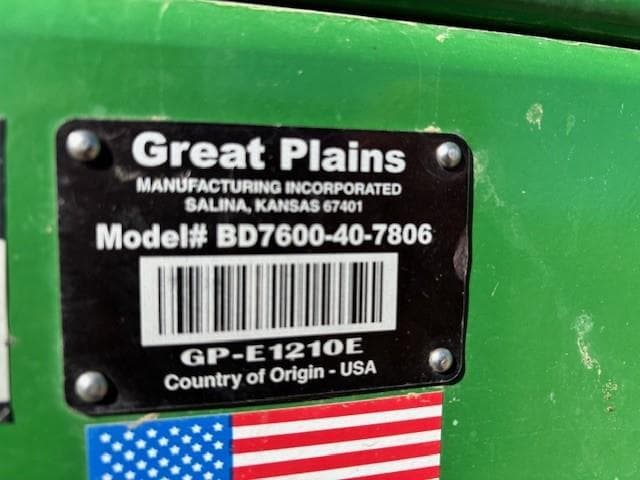 Great Plains
MANUFACTURING INCORPORATED
SALINA, KANSAS 67401
Model# BD7600-40-7806
GP-E1210E
Country of Origin - USA